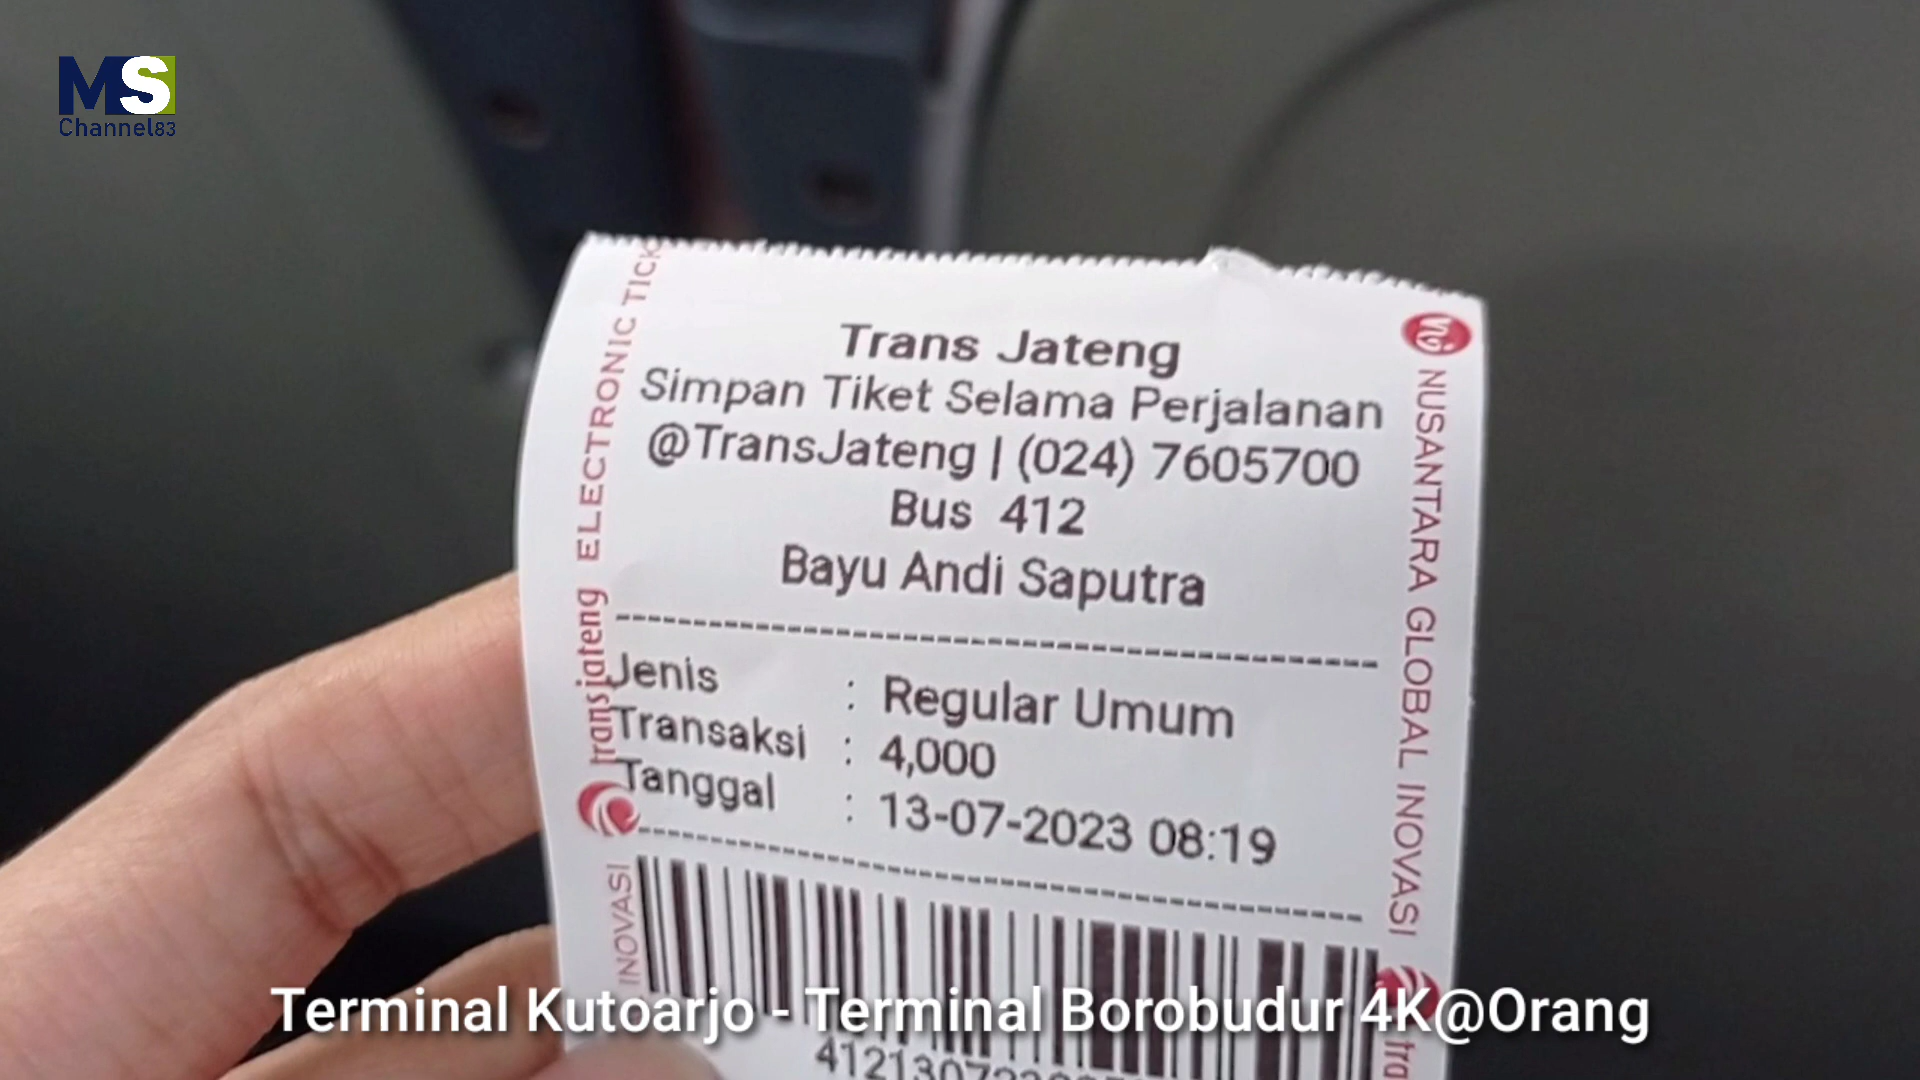 MS
Channel83
Trans Jateng
Simpan Tiket Selama Perjalanan
@TransJateng | (024) 7605700
Bus 412
Bayu Andi Saputra
Jenis : Regular Umum
Transaksi : 4,000
Tanggal : 13-07-2023 08:19
transjateng ELECTRONIC
INOVASI
NUSANTARA GLOBAL INOVASI
Terminal Kutoarjo - Terminal Borobudur 4K@Orang